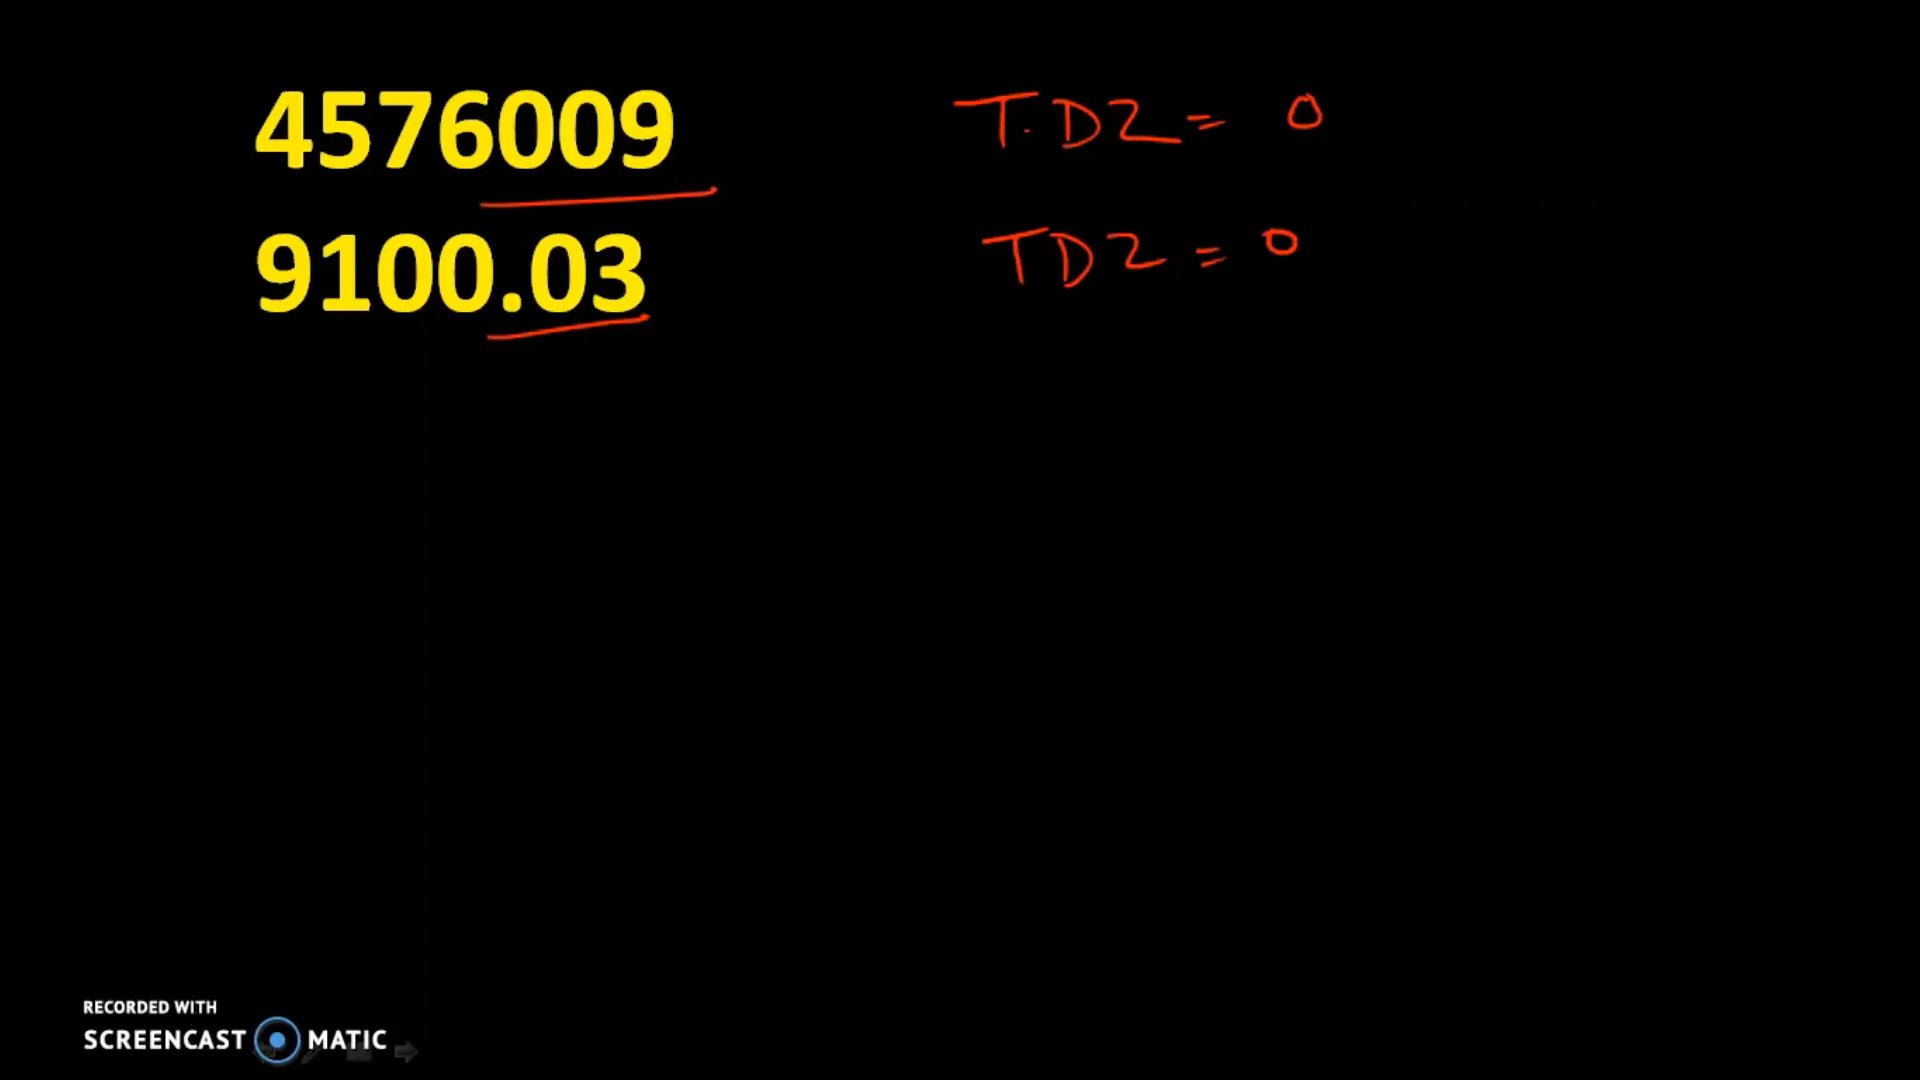 4576009 T.DZ = 0
9100.03 TDZ = 0
RECORDED WITH
SCREENCAST MATIC